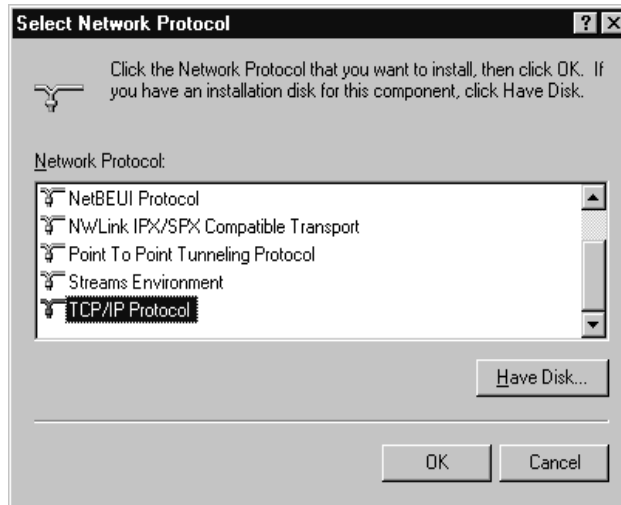 Select Network Protocol
Click the Network Protocol that you want to install, then click OK. If
you have an installation disk for this component, click Have Disk.
Network Protocol:
NetBEUI Protocol
NWLink IPX/SPX Compatible Transport
Point To Point Tunneling Protocol
Streams Environment
TCP/IP Protocol
Have Disk...
OK
Cancel